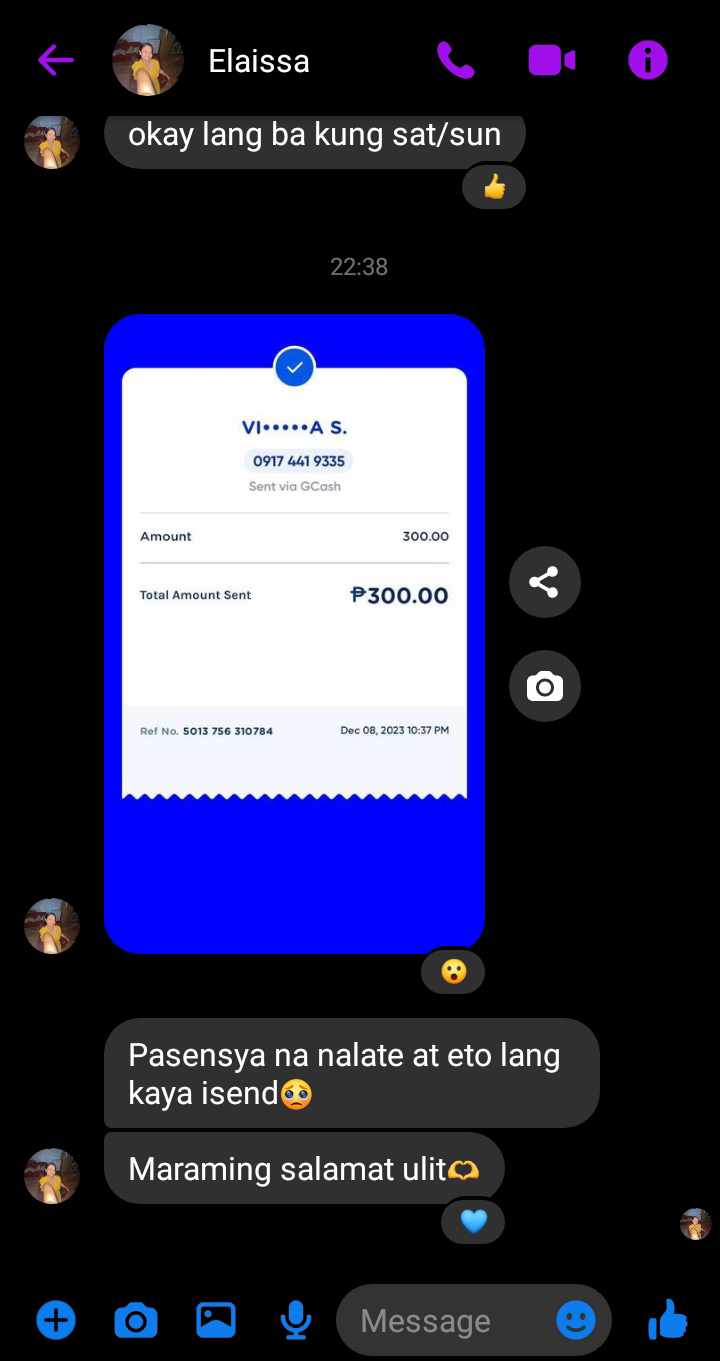 Elaissa
okay lang ba kung sat/sun
22:38
VI•••••A S.
0917 441 9335
Sent via GCash
Amount 300.00
Total Amount Sent ₱300.00
Ref No. 5013 756 310784 Dec 08, 2023 10:37 PM
Pasensya na nalate at eto lang
kaya isend🥺
Maraming salamat ulit🫶
Message